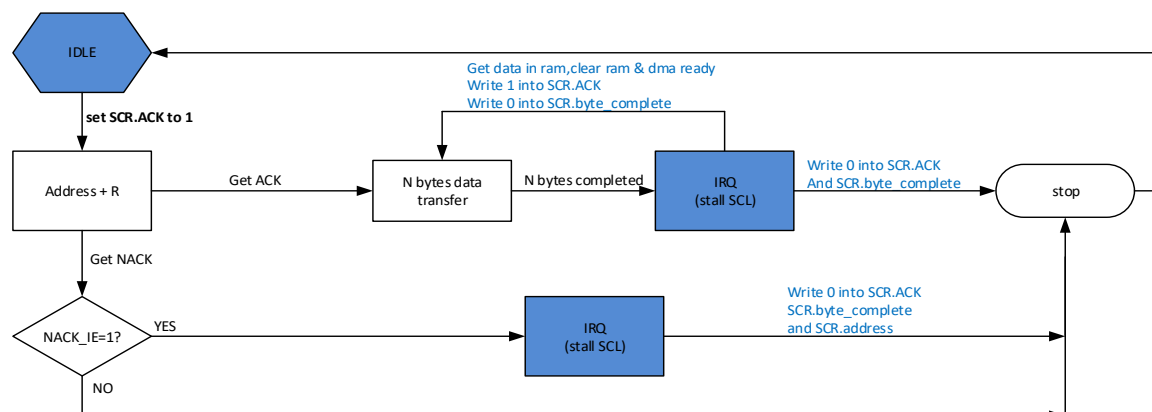 IDLE
Get data in ram,clear ram & dma ready
Write 1 into SCR.ACK
Write 0 into SCR.byte_complete
set SCR.ACK to 1
Address + R
Get ACK
N bytes data
transfer
N bytes completed
IRQ
(stall SCL)
Write 0 into SCR.ACK
And SCR.byte_complete
stop
Get NACK
NACK_IE=1?
YES
IRQ
(stall SCL)
Write 0 into SCR.ACK
SCR.byte_complete
and SCR.address
NO